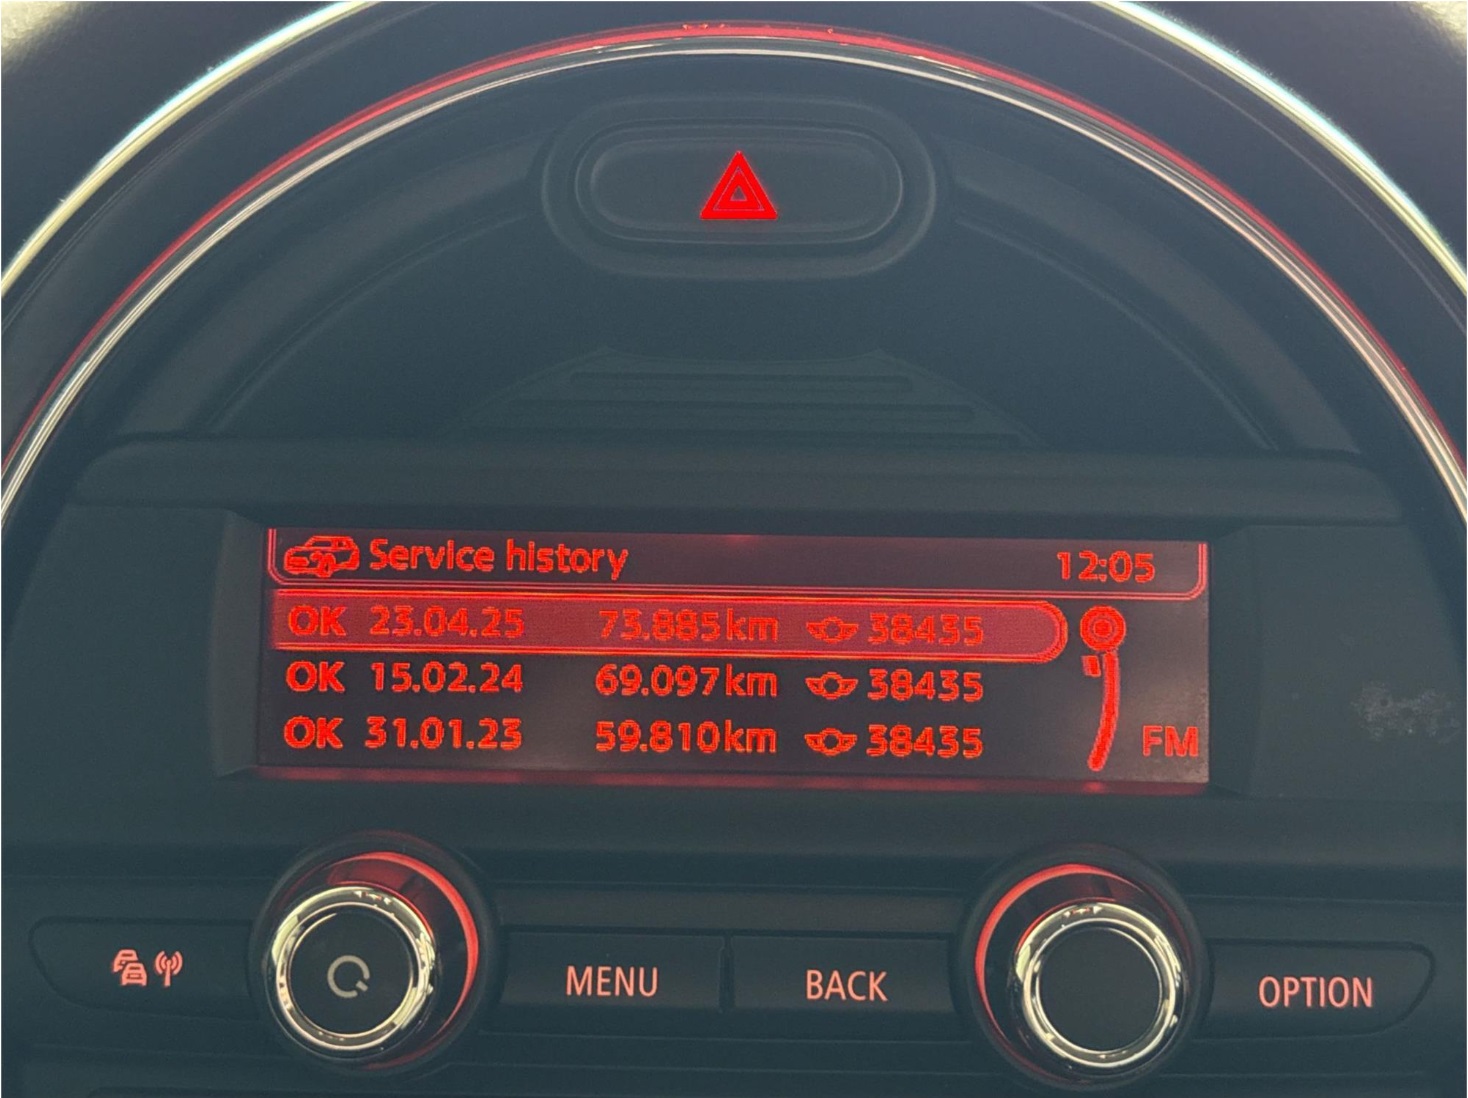 Service history 12:05
OK 23.04.25 73.885km 38435
OK 15.02.24 69.097km 38435
OK 31.01.23 59.810km 38435
FM
MENU BACK OPTION